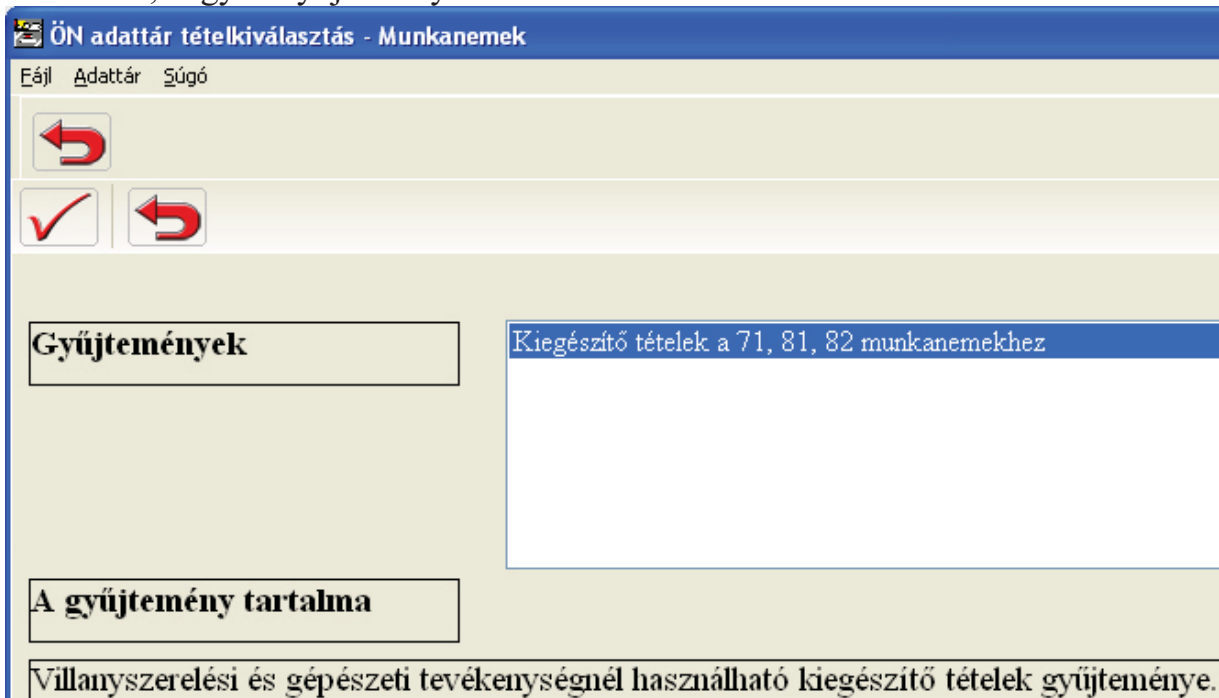 ÖN adattár tételkiválasztás - Munkanemek
Fájl Adattár Súgó
Gyűjtemények
Kiegészítő tételek a 71, 81, 82 munkanemekhez
A gyűjtemény tartalma
Villanyszerelési és gépészeti tevékenységnél használható kiegészítő tételek gyűjteménye.